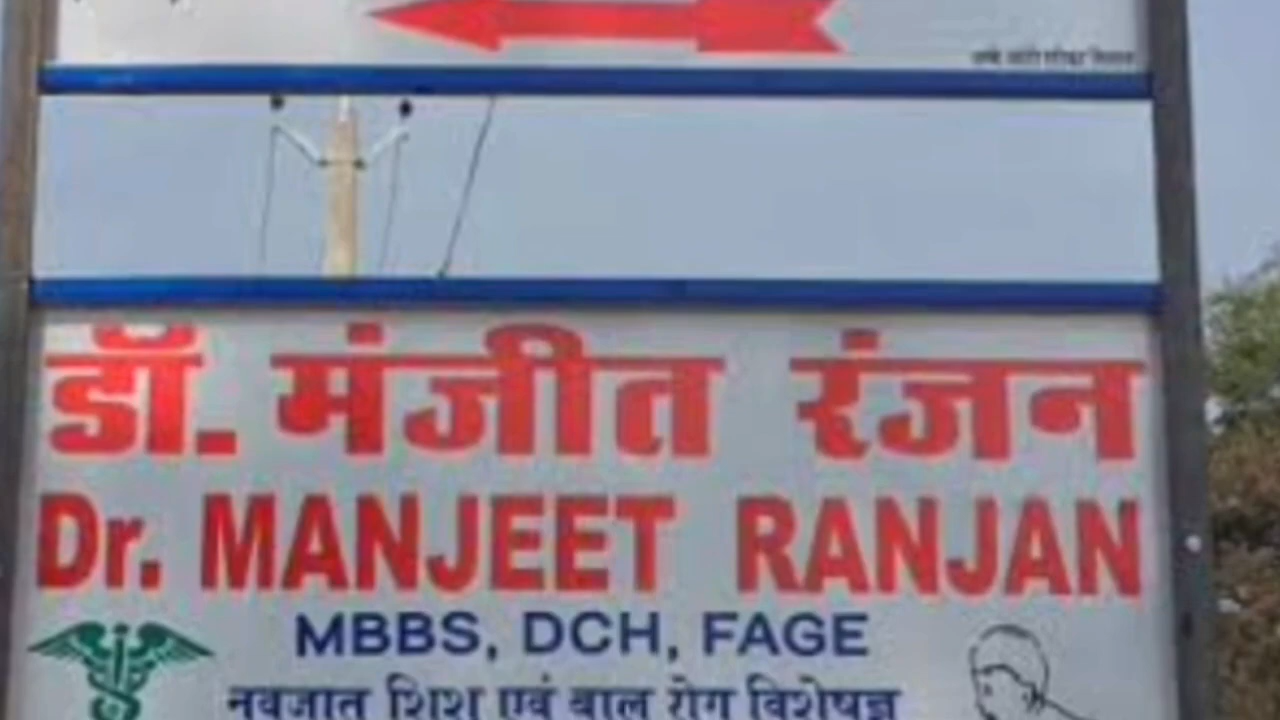 डॉ. मंजीत रंजन
Dr. MANJEET RANJAN
MBBS, DCH, FAGE
नवजात शिशु एवं बाल रोग विशेषज्ञ